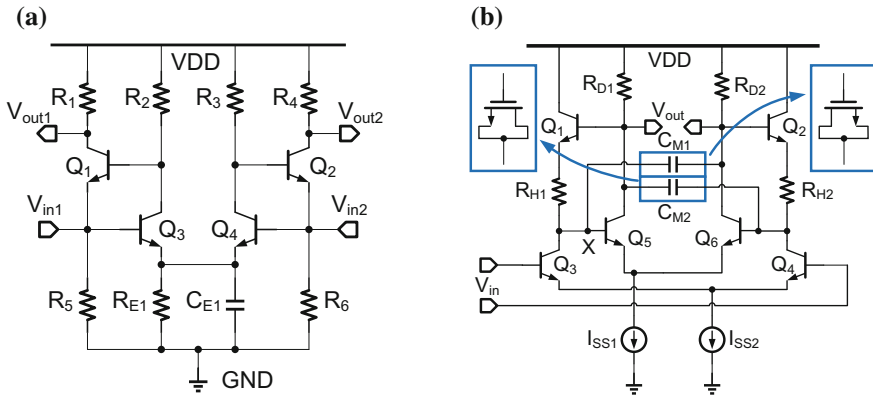 (a)
VDD
R1 R2 R3 R4
Vout1 Vout2
Q1 Q2
Vin1 Q3 Q4 Vin2
R5 RE1 CE1 R6
GND
(b)
VDD
RD1 RD2
Q1 Vout Q2
CM1
RH1 CM2 RH2
X Q5 Q6
Q3 Q4
Vin
ISS1 ISS2